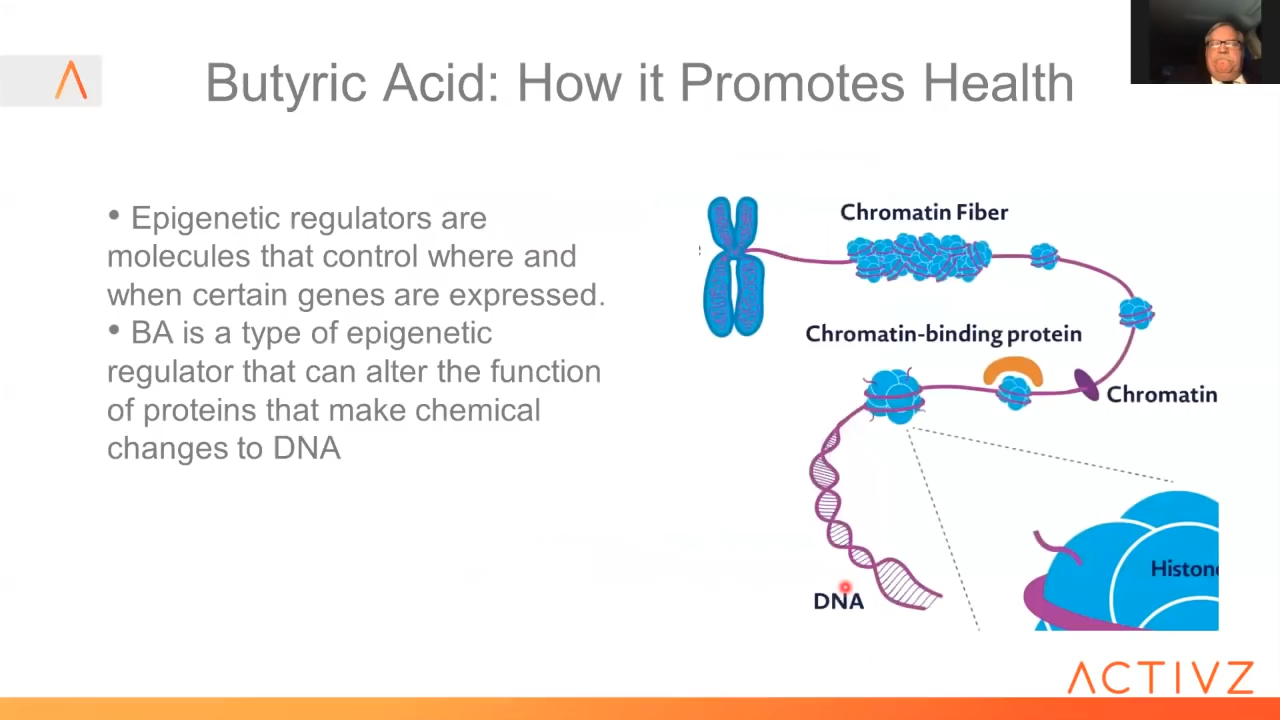 Butyric Acid: How it Promotes Health
• Epigenetic regulators are
molecules that control where and
when certain genes are expressed.
• BA is a type of epigenetic
regulator that can alter the function
of proteins that make chemical
changes to DNA
Chromatin Fiber
Chromatin-binding protein
Chromatin
Histone
DNA
ACTIVZ